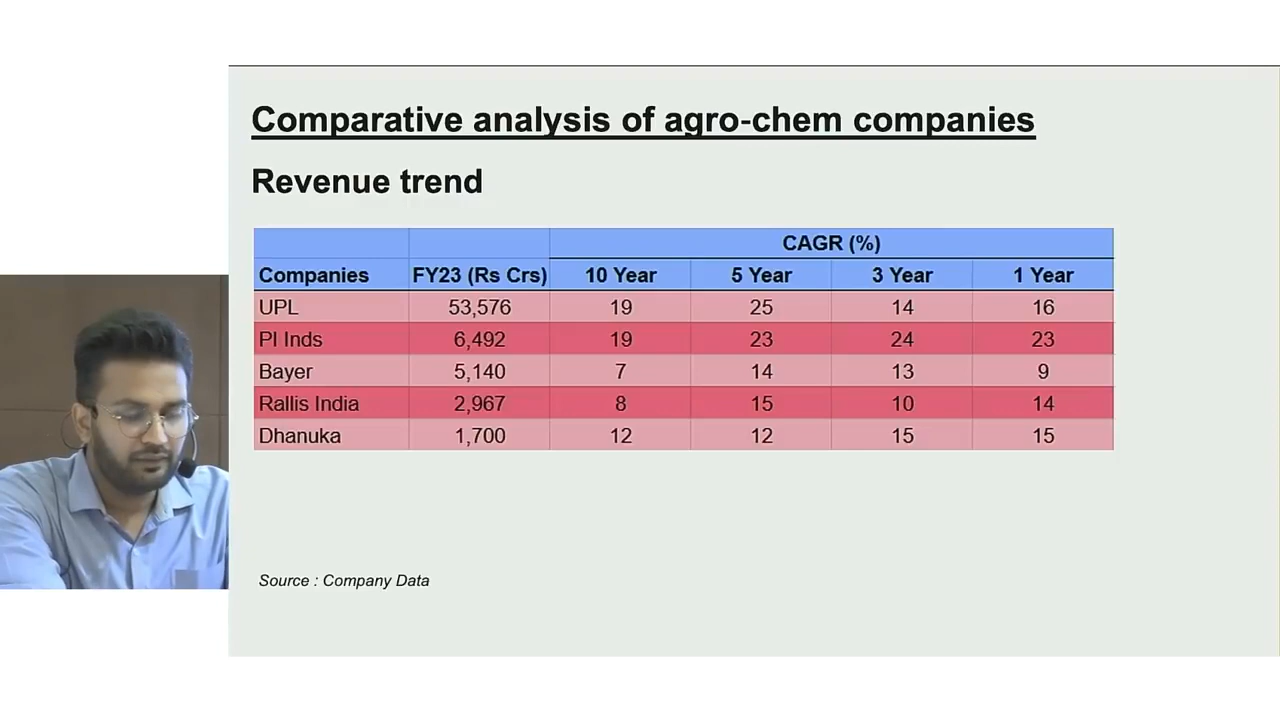 Comparative analysis of agro-chem companies
Revenue trend
CAGR (%)
Companies FY23 (Rs Crs) 10 Year 5 Year 3 Year 1 Year
UPL 53,576 19 25 14 16
PI Inds 6,492 19 23 24 23
Bayer 5,140 7 14 13 9
Rallis India 2,967 8 15 10 14
Dhanuka 1,700 12 12 15 15
Source : Company Data